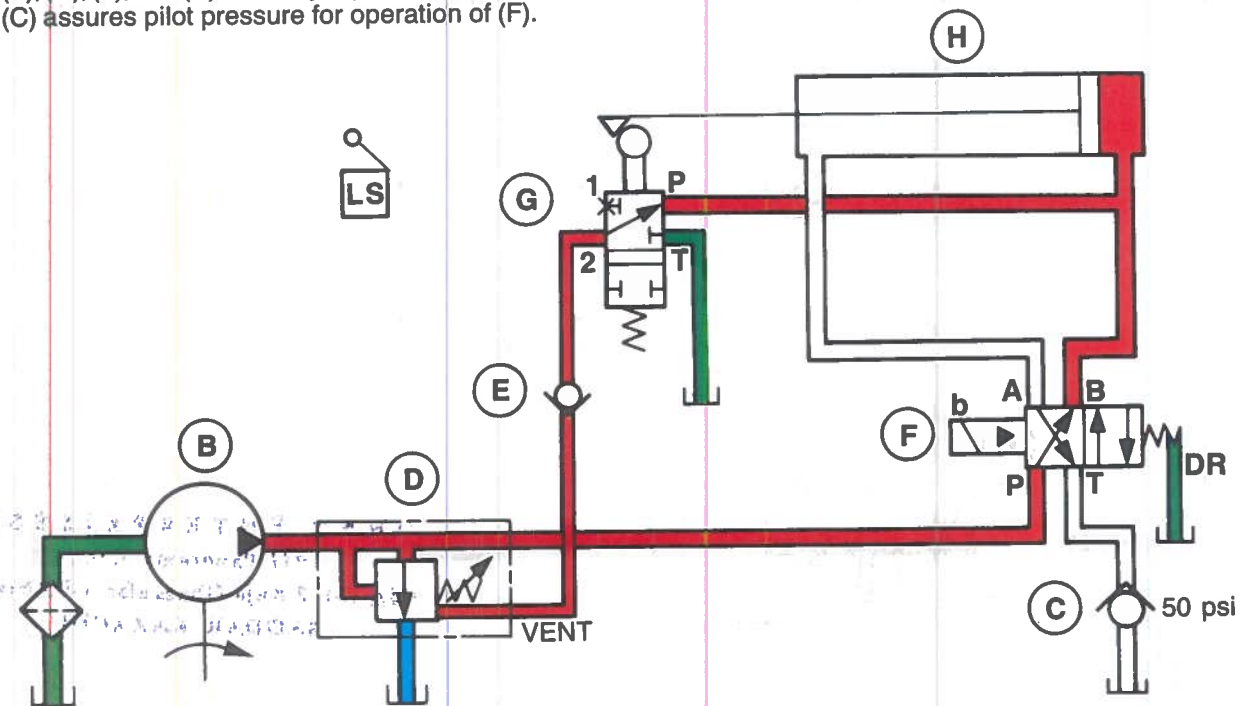 (C) assures pilot pressure for operation of (F).
H
LS
G
1
P
2
T
E
A
B
b
F
DR
P
T
B
D
VENT
C
50 psi